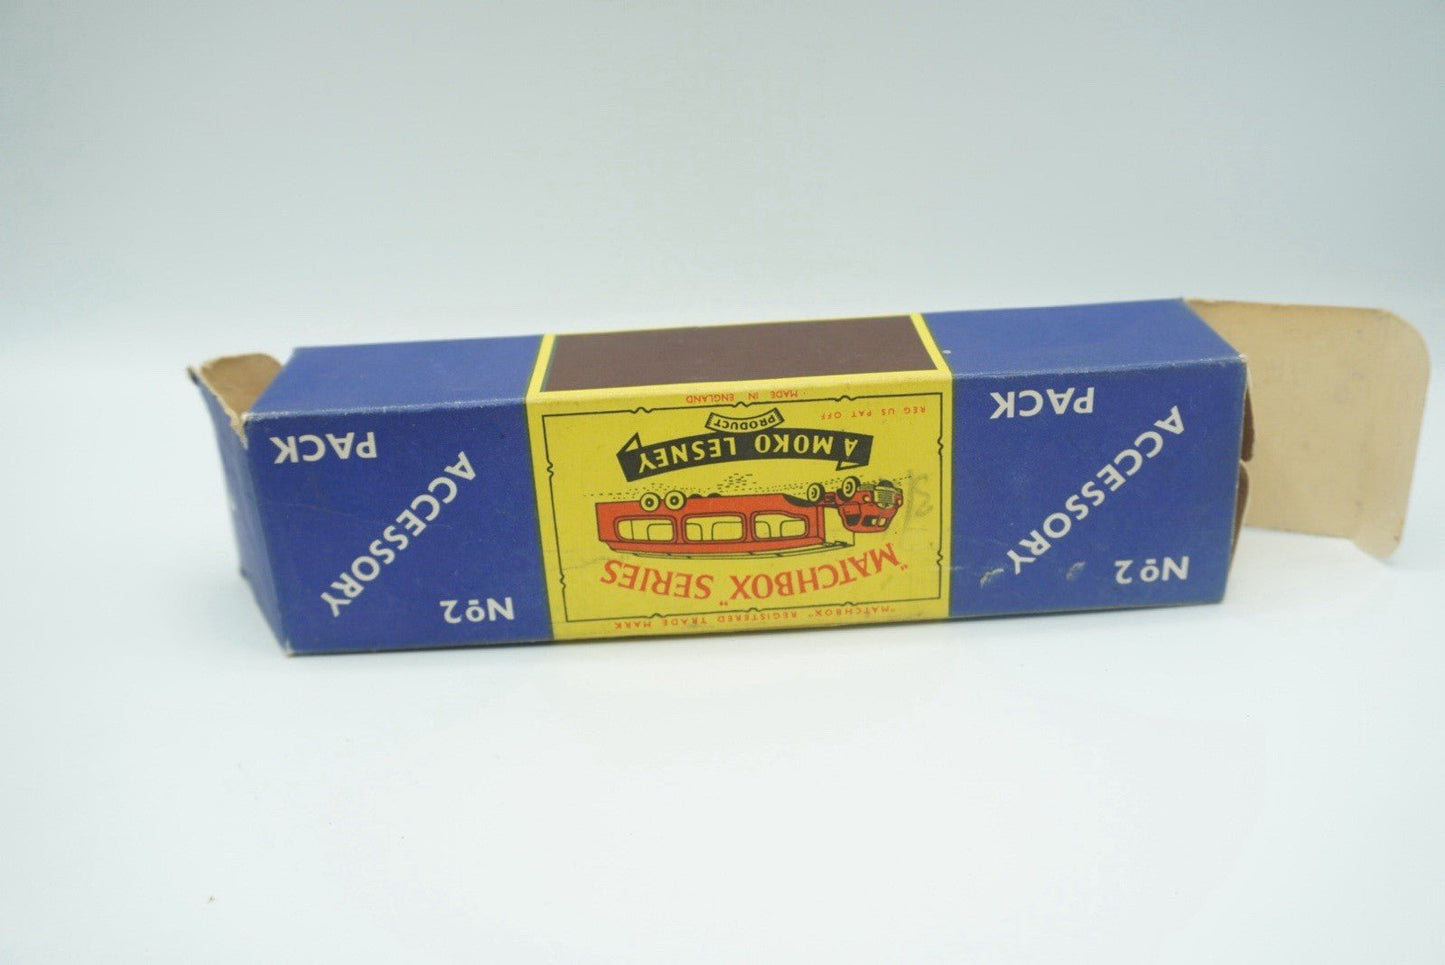 "MATCHBOX" REGISTERED TRADE MARK
"MATCHBOX" SERIES
A MOKO LESNEY
PRODUCT
REG US PAT OFF
MADE IN ENGLAND
Nº2
ACCESSORY
PACK
Nº2
ACCESSORY
PACK